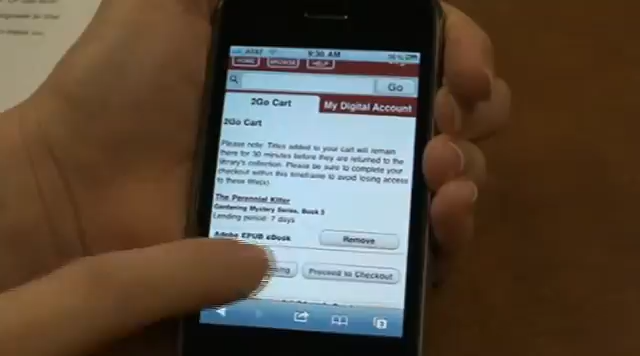 AT&T 9:36 AM
HOME BROWSE HELP
Go
2Go Cart My Digital Account
2Go Cart
Please note: Titles added to your cart will remain
there for 30 minutes before they are returned to the
library's collection. Please be sure to complete your
checkout within this timeframe to avoid losing access
to these title(s).
The Perennial Killer
Gardening Mystery Series, Book 3
Lending period: 7 days
Adobe EPUB eBook Remove
Proceed to Checkout